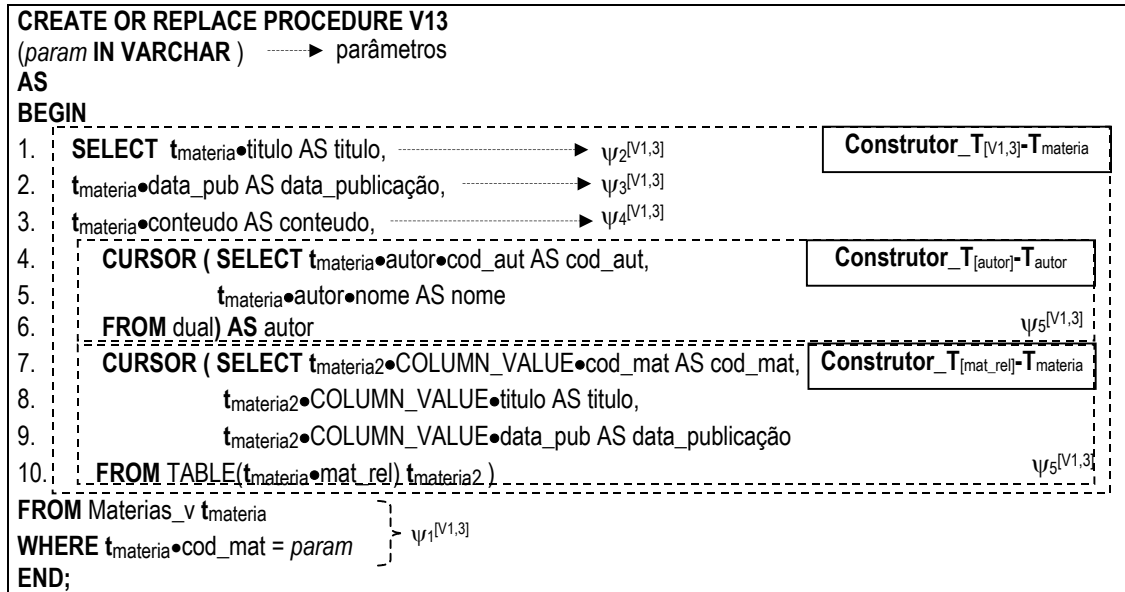 CREATE OR REPLACE PROCEDURE V13
(param IN VARCHAR ) parâmetros
AS
BEGIN
1. SELECT tmateria•titulo AS titulo, ψ2[V1,3] Construtor_T[V1,3]-Tmateria
2. tmateria•data_pub AS data_publicação, ψ3[V1,3]
3. tmateria•conteudo AS conteudo, ψ4[V1,3]
4. CURSOR ( SELECT tmateria•autor•cod_aut AS cod_aut, Construtor_T[autor]-Tautor
5. tmateria•autor•nome AS nome
6. FROM dual) AS autor ψ5[V1,3]
7. CURSOR ( SELECT tmateria2•COLUMN_VALUE•cod_mat AS cod_mat, Construtor_T[mat_rel]-Tmateria
8. tmateria2•COLUMN_VALUE•titulo AS titulo,
9. tmateria2•COLUMN_VALUE•data_pub AS data_publicação
10. FROM TABLE(tmateria•mat_rel) tmateria2 ) ψ5[V1,3]
FROM Materias_v tmateria
WHERE tmateria•cod_mat = param ψ1[V1,3]
END;